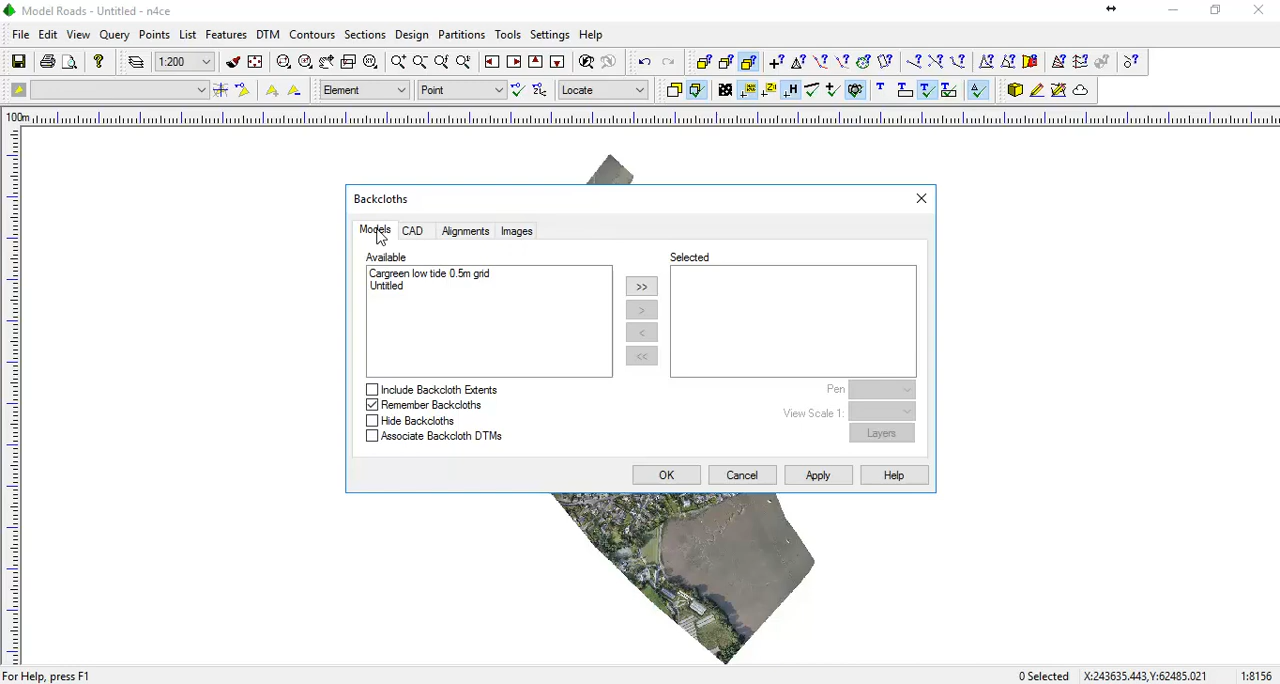 Model Roads - Untitled - n4ce
File Edit View Query Points List Features DTM Contours Sections Design Partitions Tools Settings Help
1:200
Element Point Locate
100m
Backcloths
Models CAD Alignments Images
Available Selected
Cargreen low tide 0.5m grid
Untitled
>>
>
<
<<
Include Backcloth Extents
Remember Backcloths
Hide Backcloths
Associate Backcloth DTMs
Pen
View Scale 1:
Layers
OK Cancel Apply Help
For Help, press F1 0 Selected X:243635.443,Y:62485.021 1:8156